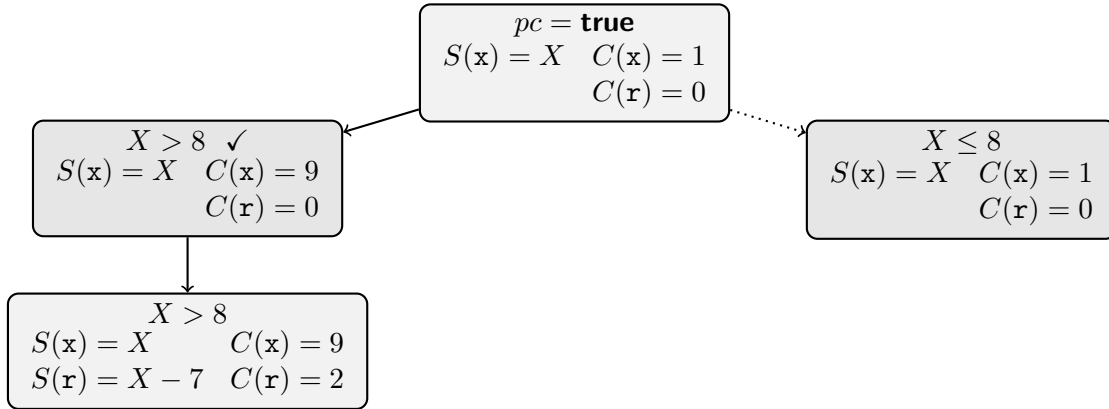 pc = true
S(x) = X C(x) = 1
C(r) = 0
X > 8 ✓
S(x) = X C(x) = 9
C(r) = 0
X ≤ 8
S(x) = X C(x) = 1
C(r) = 0
X > 8
S(x) = X C(x) = 9
S(r) = X − 7 C(r) = 2